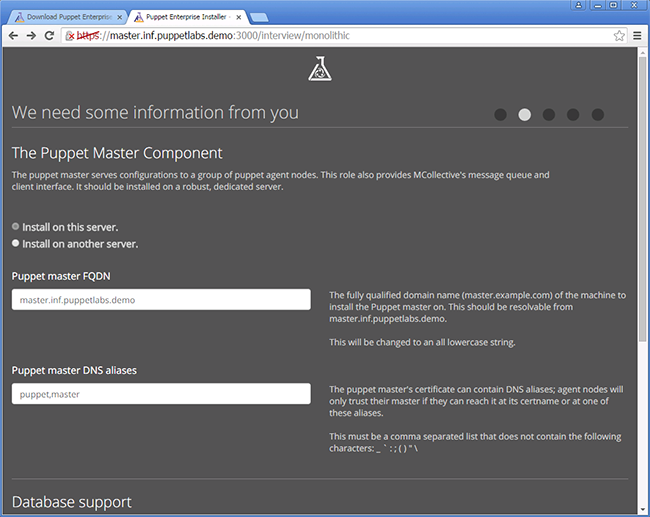 Download Puppet Enterprise
Puppet Enterprise Installer
https://master.inf.puppetlabs.demo:3000/interview/monolithic
We need some information from you
The Puppet Master Component
The puppet master serves configurations to a group of puppet agent nodes. This role also provides MCollective's message queue and
client interface. It should be installed on a robust, dedicated server.
Install on this server.
Install on another server.
Puppet master FQDN
master.inf.puppetlabs.demo
The fully qualified domain name (master.example.com) of the machine to
install the Puppet master on. This should be resolvable from
master.inf.puppetlabs.demo.
This will be changed to an all lowercase string.
Puppet master DNS aliases
puppet,master
The puppet master's certificate can contain DNS aliases; agent nodes will
only trust their master if they can reach it at its certname or at one of
these aliases.
This must be a comma separated list that does not contain the following
characters: _ ` : ; ( ) " \
Database support